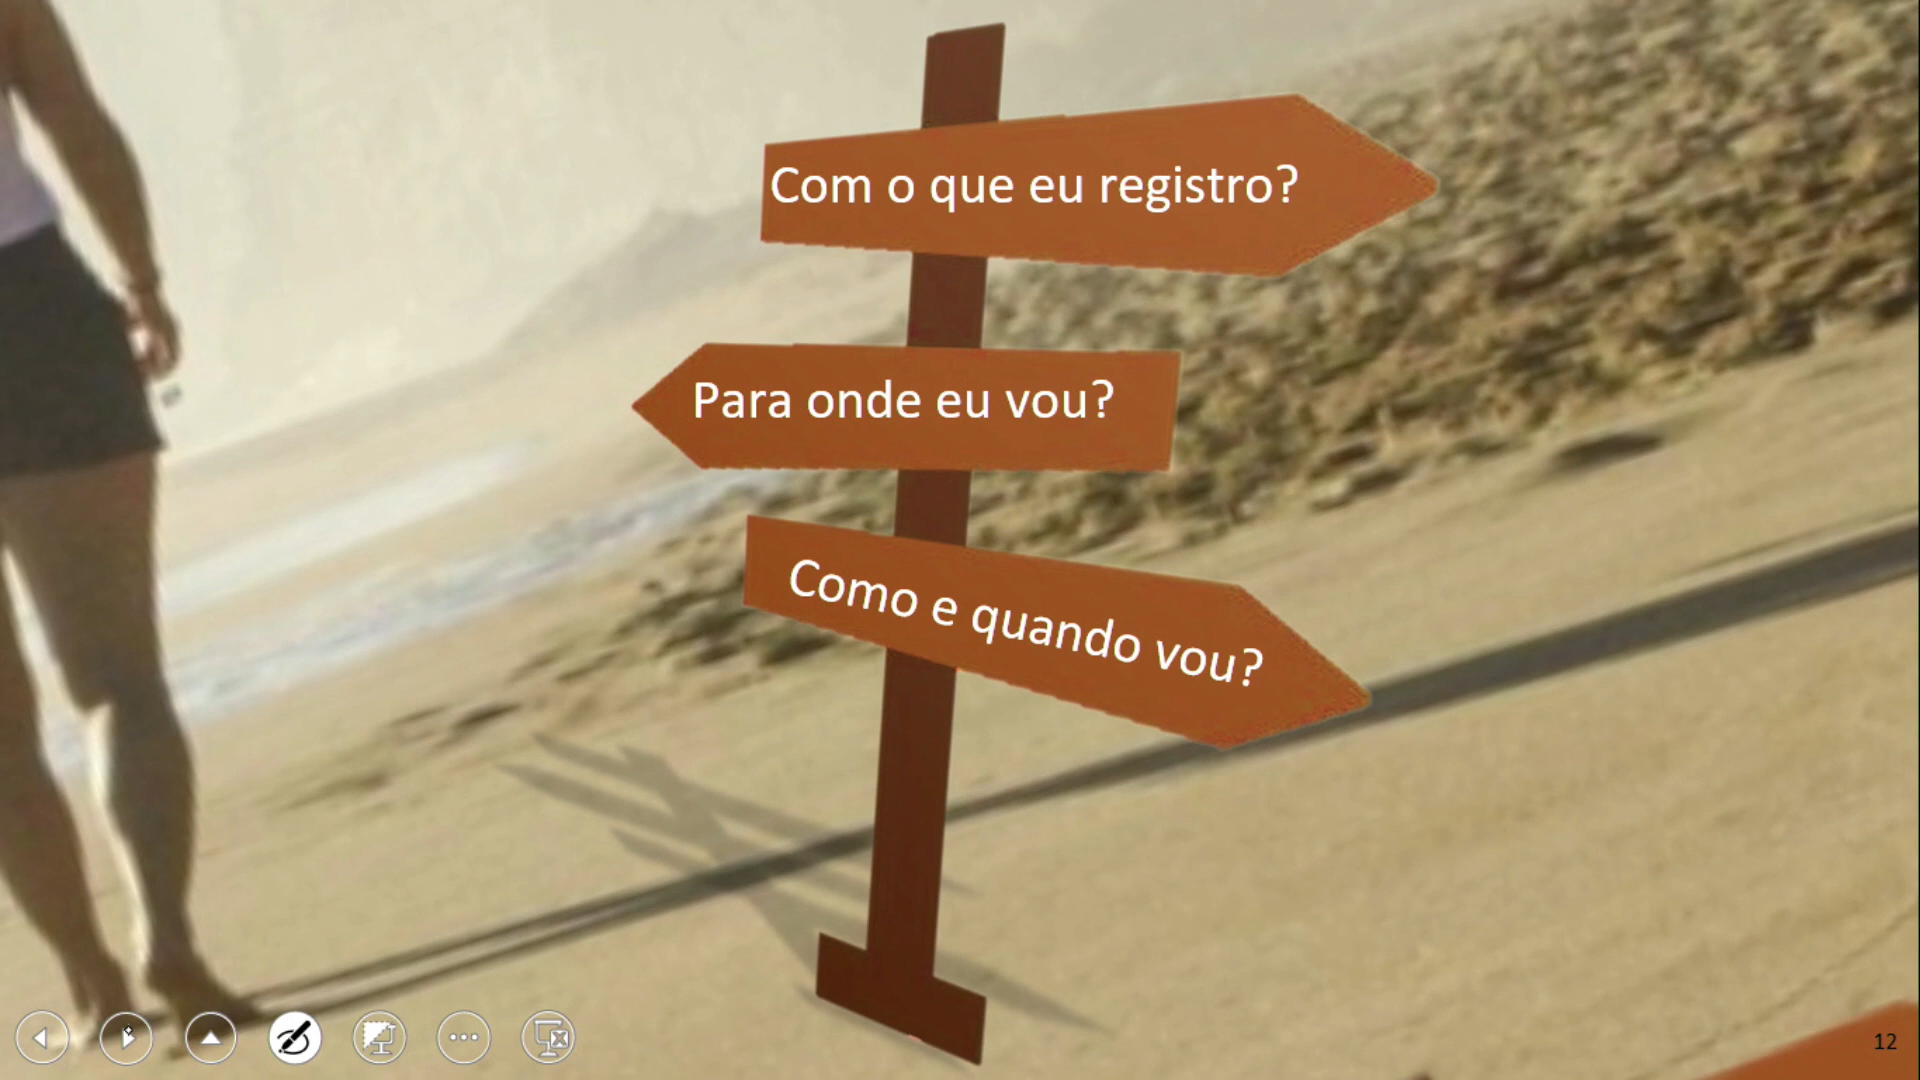 Com o que eu registro?
Para onde eu vou?
Como e quando vou?
12